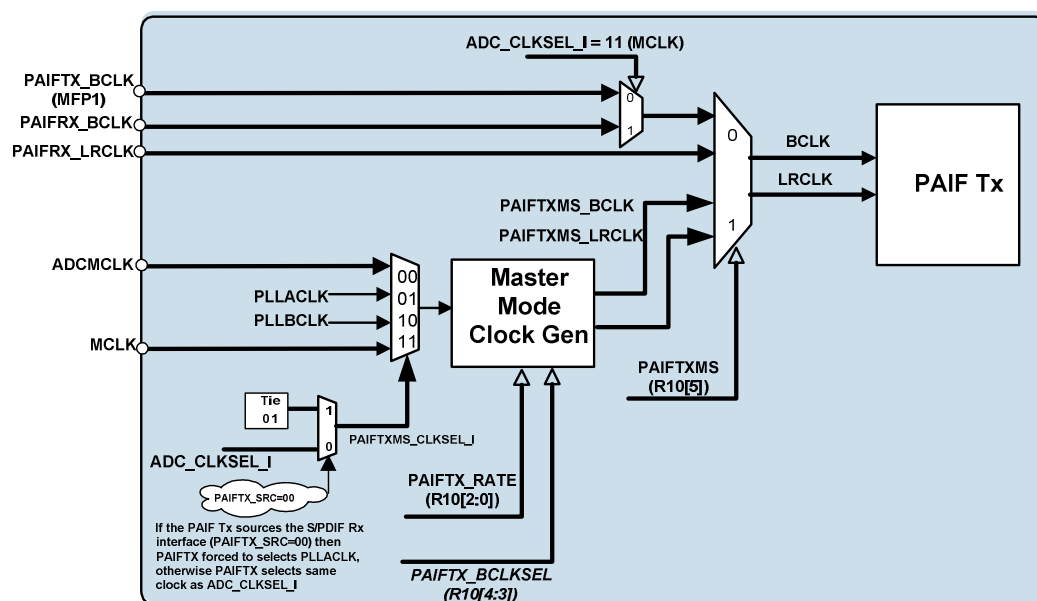 ADC_CLKSEL_I = 11 (MCLK)
PAIFTX_BCLK
(MFP1)
PAIFRX_BCLK
PAIFRX_LRCLK
0
1
0
1
BCLK
LRCLK
PAIF Tx
PAIFTXMS_BCLK
PAIFTXMS_LRCLK
ADCMCLK
PLLACLK
PLLBCLK
MCLK
00
01
10
11
Master
Mode
Clock Gen
PAIFTXMS
(R10[5])
Tie
01
1
0
PAIFTXMS_CLKSEL_I
ADC_CLKSEL_I
PAIFTX_SRC=00
PAIFTX_RATE
(R10[2:0])
If the PAIF Tx sources the S/PDIF Rx
interface (PAIFTX_SRC=00) then
PAIFTX forced to selects PLLACLK,
otherwise PAIFTX selects same
clock as ADC_CLKSEL_I
PAIFTX_BCLKSEL
(R10[4:3])